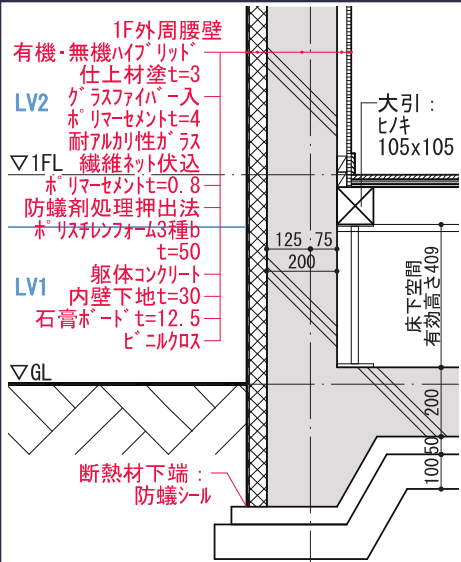 1F外周腰壁
有機・無機ハイブリッド
仕上材塗t=3
グラスファイバー入
ポリマーセメントt=4
耐アルカリ性ガラス
繊維ネット伏込
ポリマーセメントt=0.8
防蟻剤処理押出法
ポリスチレンフォーム3種b
t=50
躯体コンクリート
内壁下地t=30
石膏ボードt=12.5
ビニルクロス
LV2
▽1FL
LV1
▽GL
大引：
ヒノキ
105x105
125 75
200
床下空間
有効高さ409
200
50
100
断熱材下端：
防蟻シール